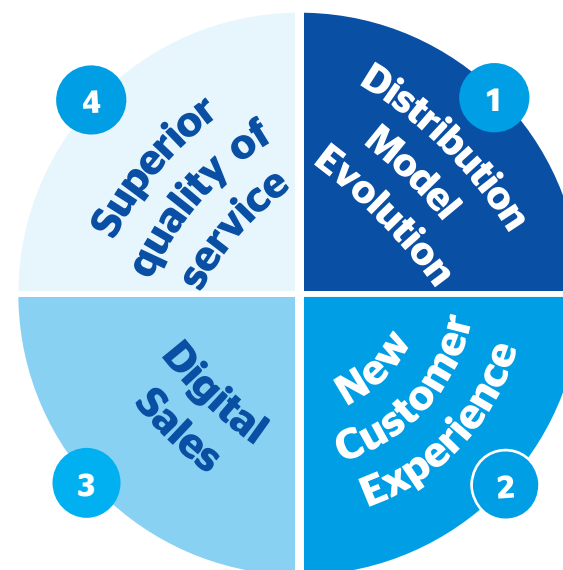 1
Distribution
Model
Evolution
2
New
Customer
Experience
3
Digital
Sales
4
Superior
quality of
service